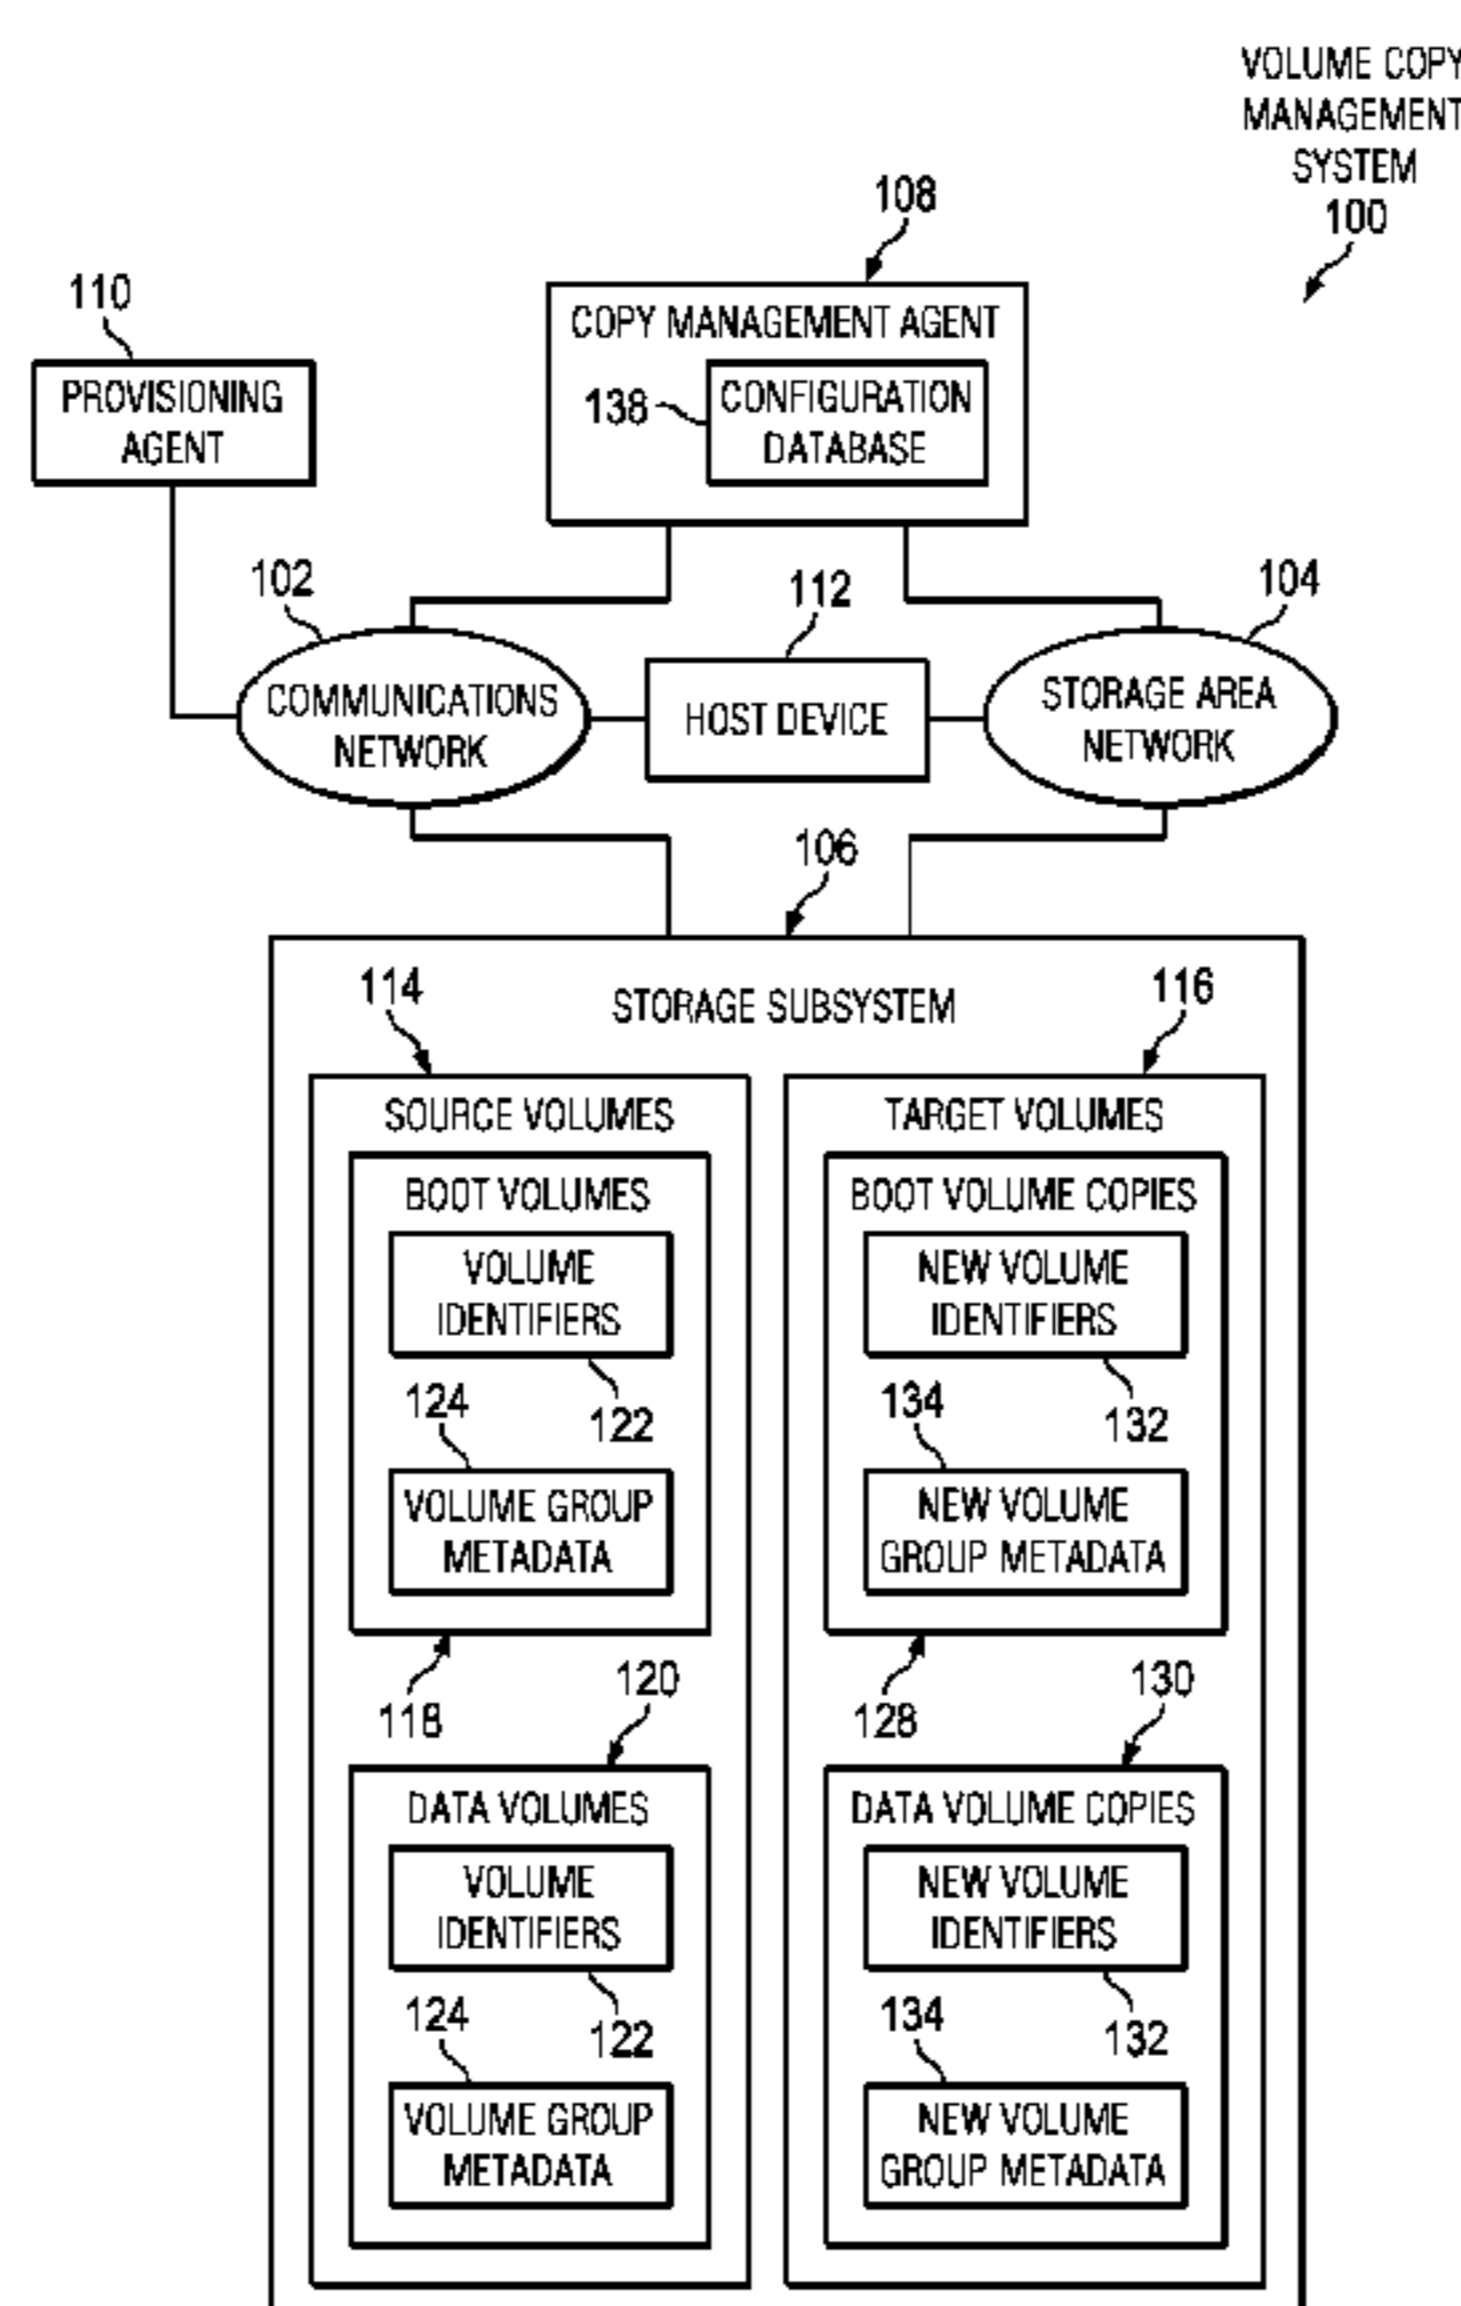 VOLUME COPY
MANAGEMENT
SYSTEM
100
108
110
COPY MANAGEMENT AGENT
138
CONFIGURATION
DATABASE
PROVISIONING
AGENT
102
112
104
COMMUNICATIONS
NETWORK
HOST DEVICE
STORAGE AREA
NETWORK
106
114
STORAGE SUBSYSTEM
116
SOURCE VOLUMES
TARGET VOLUMES
BOOT VOLUMES
BOOT VOLUME COPIES
VOLUME
IDENTIFIERS
NEW VOLUME
IDENTIFIERS
124
122
134
132
VOLUME GROUP
METADATA
NEW VOLUME
GROUP METADATA
118
120
128
130
DATA VOLUMES
DATA VOLUME COPIES
VOLUME
IDENTIFIERS
NEW VOLUME
IDENTIFIERS
124
122
134
132
VOLUME GROUP
METADATA
NEW VOLUME
GROUP METADATA